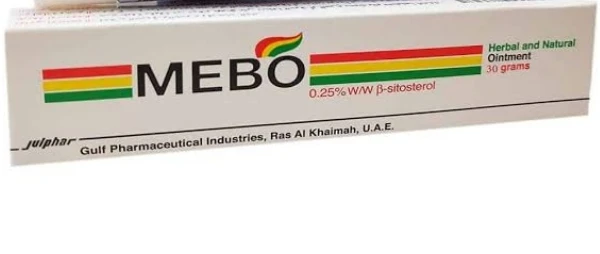 MEBO
0.25% W/W β-sitosterol
Herbal and Natural
Ointment
30 grams
Julphar
Gulf Pharmaceutical Industries, Ras Al Khaimah, U.A.E.